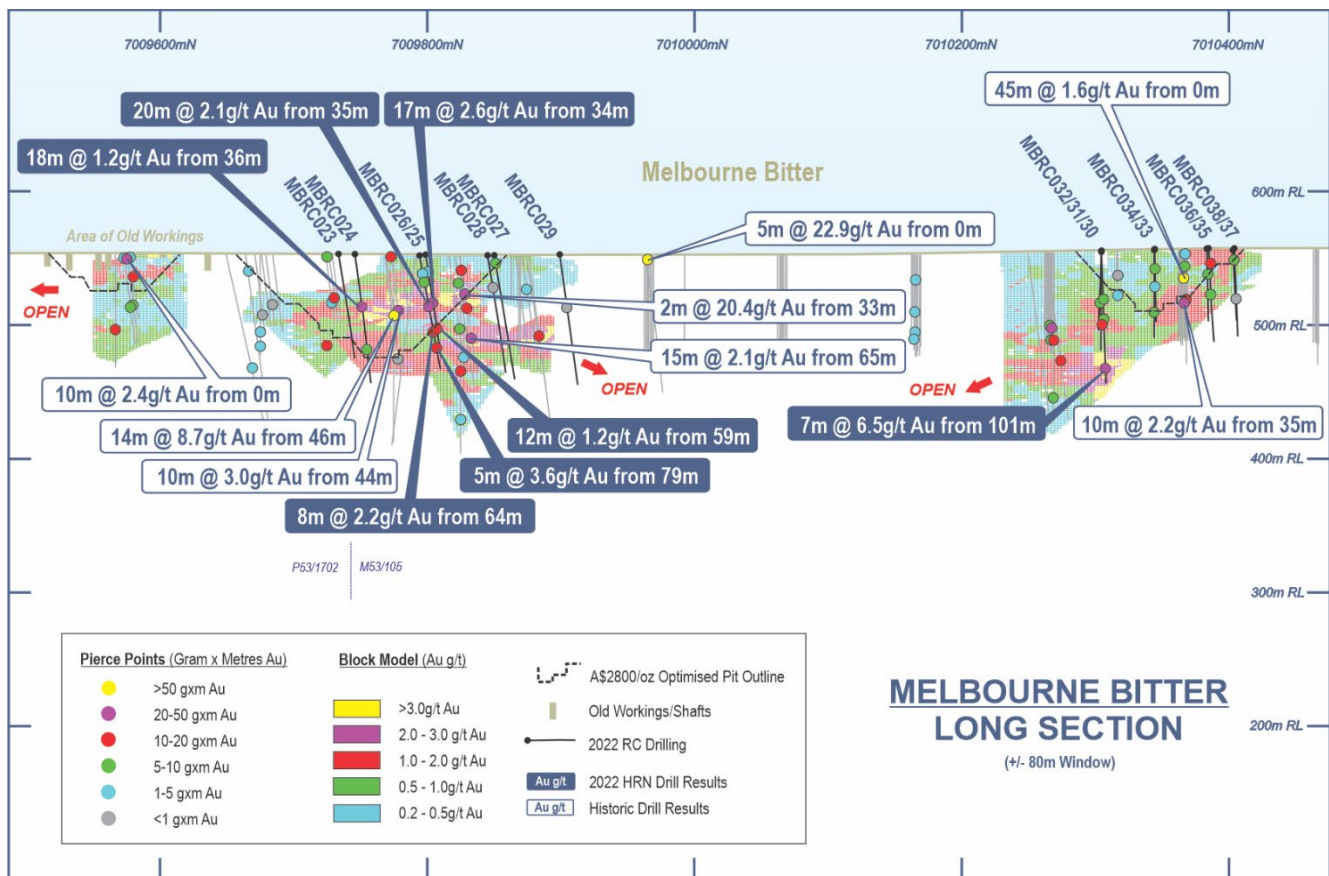 7009600mN
7009800mN
7010000mN
7010200mN
7010400mN
45m @ 1.6g/t Au from 0m
20m @ 2.1g/t Au from 35m
17m @ 2.6g/t Au from 34m
18m @ 1.2g/t Au from 36m
Melbourne Bitter
600m RL
MBRC023
MBRC024
MBRC026/25
MBRC028
MBRC027
MBRC029
MBRC032/31/30
MBRC034/33
MBRC036/35
MBRC038/37
Area of Old Workings
5m @ 22.9g/t Au from 0m
OPEN
2m @ 20.4g/t Au from 33m
500m RL
15m @ 2.1g/t Au from 65m
OPEN
OPEN
10m @ 2.4g/t Au from 0m
14m @ 8.7g/t Au from 46m
12m @ 1.2g/t Au from 59m
7m @ 6.5g/t Au from 101m
10m @ 2.2g/t Au from 35m
10m @ 3.0g/t Au from 44m
5m @ 3.6g/t Au from 79m
400m RL
8m @ 2.2g/t Au from 64m
P53/1702
M53/105
300m RL
Pierce Points (Gram x Metres Au)
>50 gxm Au
20-50 gxm Au
10-20 gxm Au
5-10 gxm Au
1-5 gxm Au
<1 gxm Au
Block Model (Au g/t)
>3.0g/t Au
2.0 - 3.0 g/t Au
1.0 - 2.0 g/t Au
0.5 - 1.0g/t Au
0.2 - 0.5g/t Au
A$2800/oz Optimised Pit Outline
Old Workings/Shafts
2022 RC Drilling
Au g/t
2022 HRN Drill Results
Au g/t
Historic Drill Results
MELBOURNE BITTER
LONG SECTION
(+/- 80m Window)
200m RL